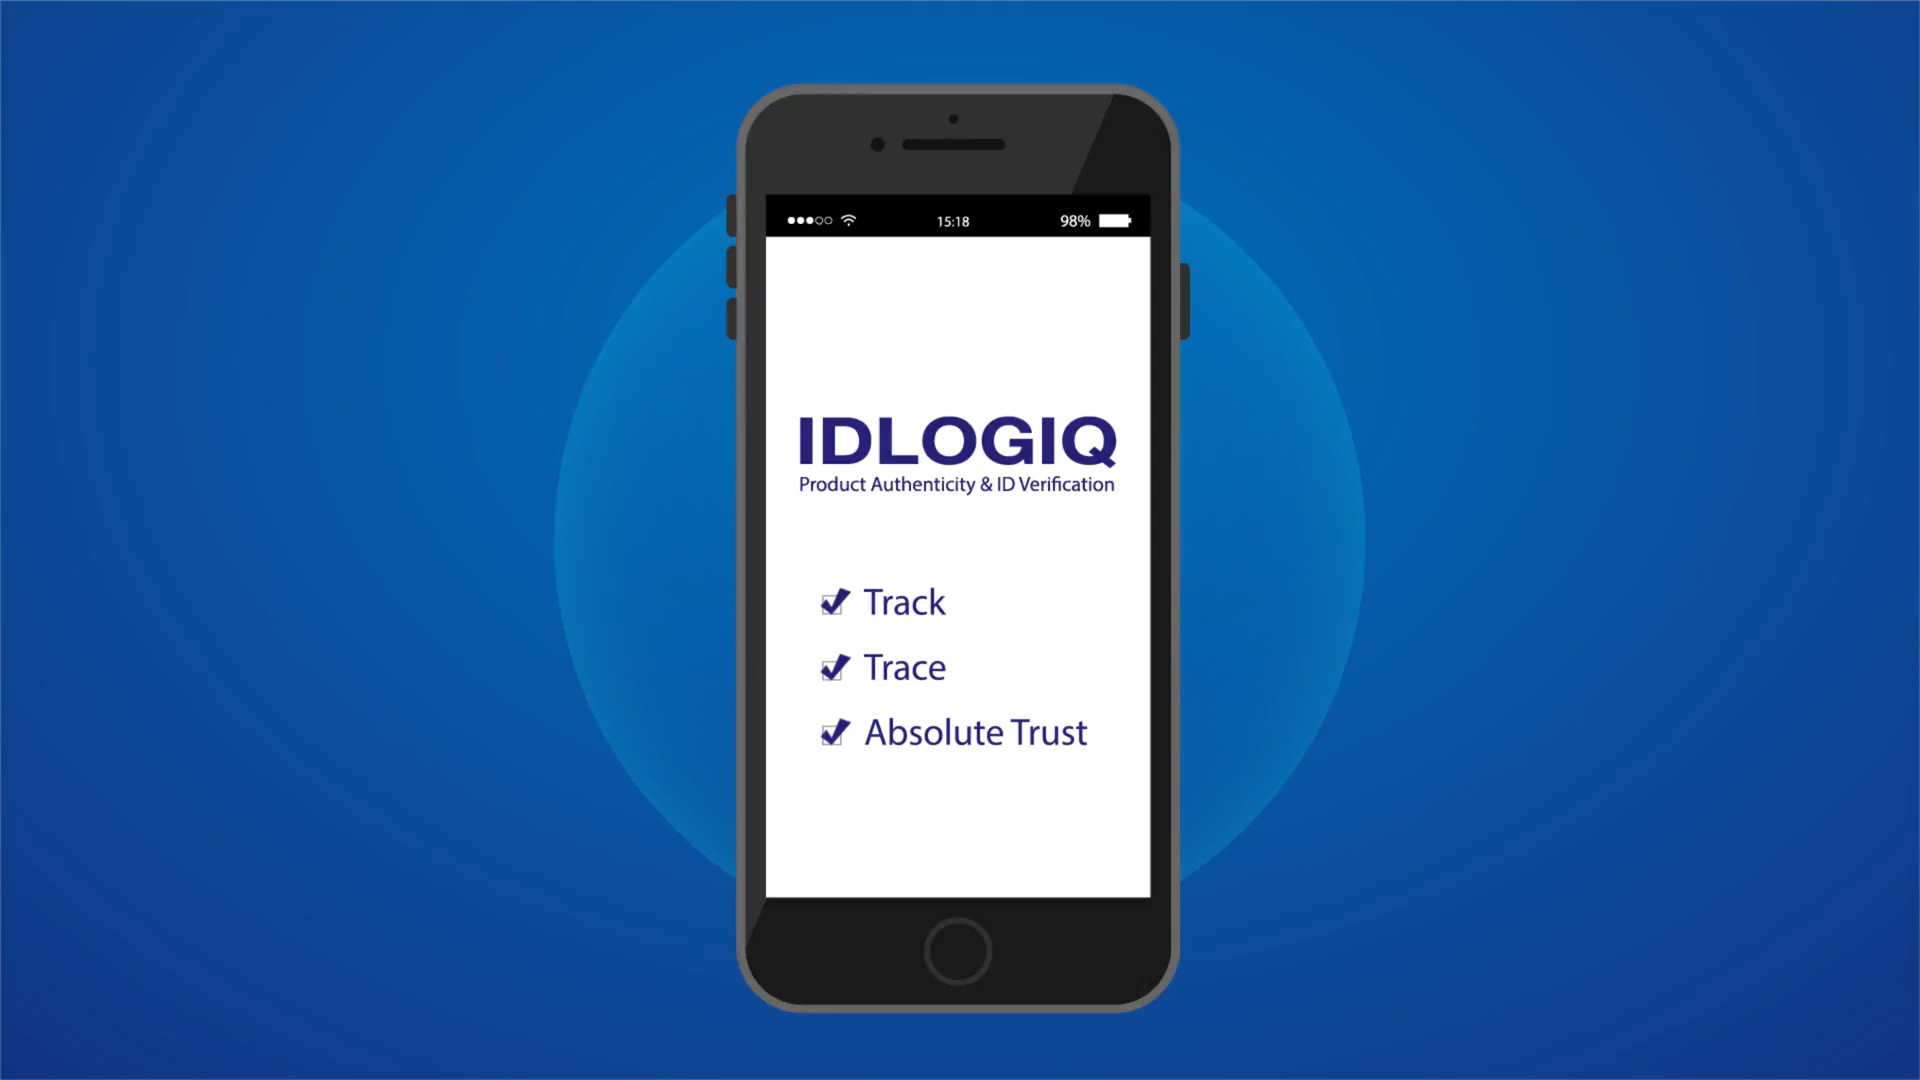 15:18
98%
IDLOGIQ
Product Authenticity & ID Verification
Track
Trace
Absolute Trust